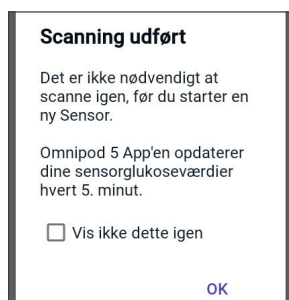 Scanning udført
Det er ikke nødvendigt at
scanne igen, før du starter en
ny Sensor.
Omnipod 5 App'en opdaterer
dine sensorglukoseværdier
hvert 5. minut.
Vis ikke dette igen
OK